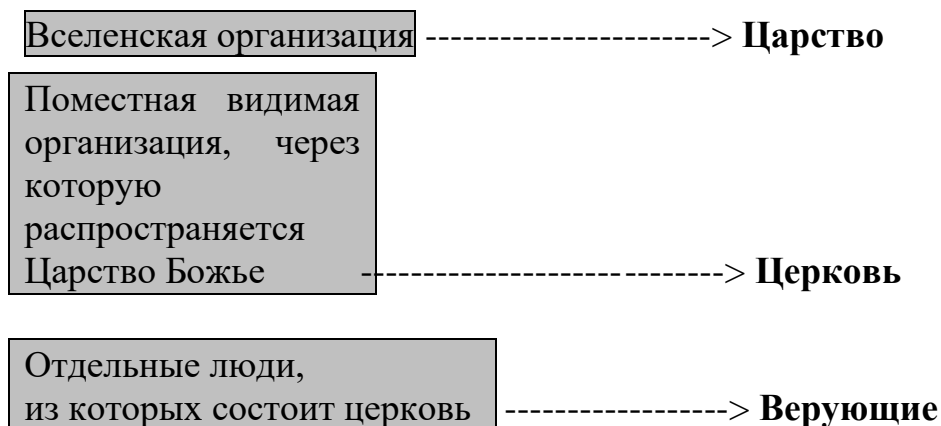 Вселенская организация ----------------------> Царство
Поместная видимая
организация, через
которую
распространяется
Царство Божье ----------------------------> Церковь
Отдельные люди,
из которых состоит церковь -----------------> Верующие